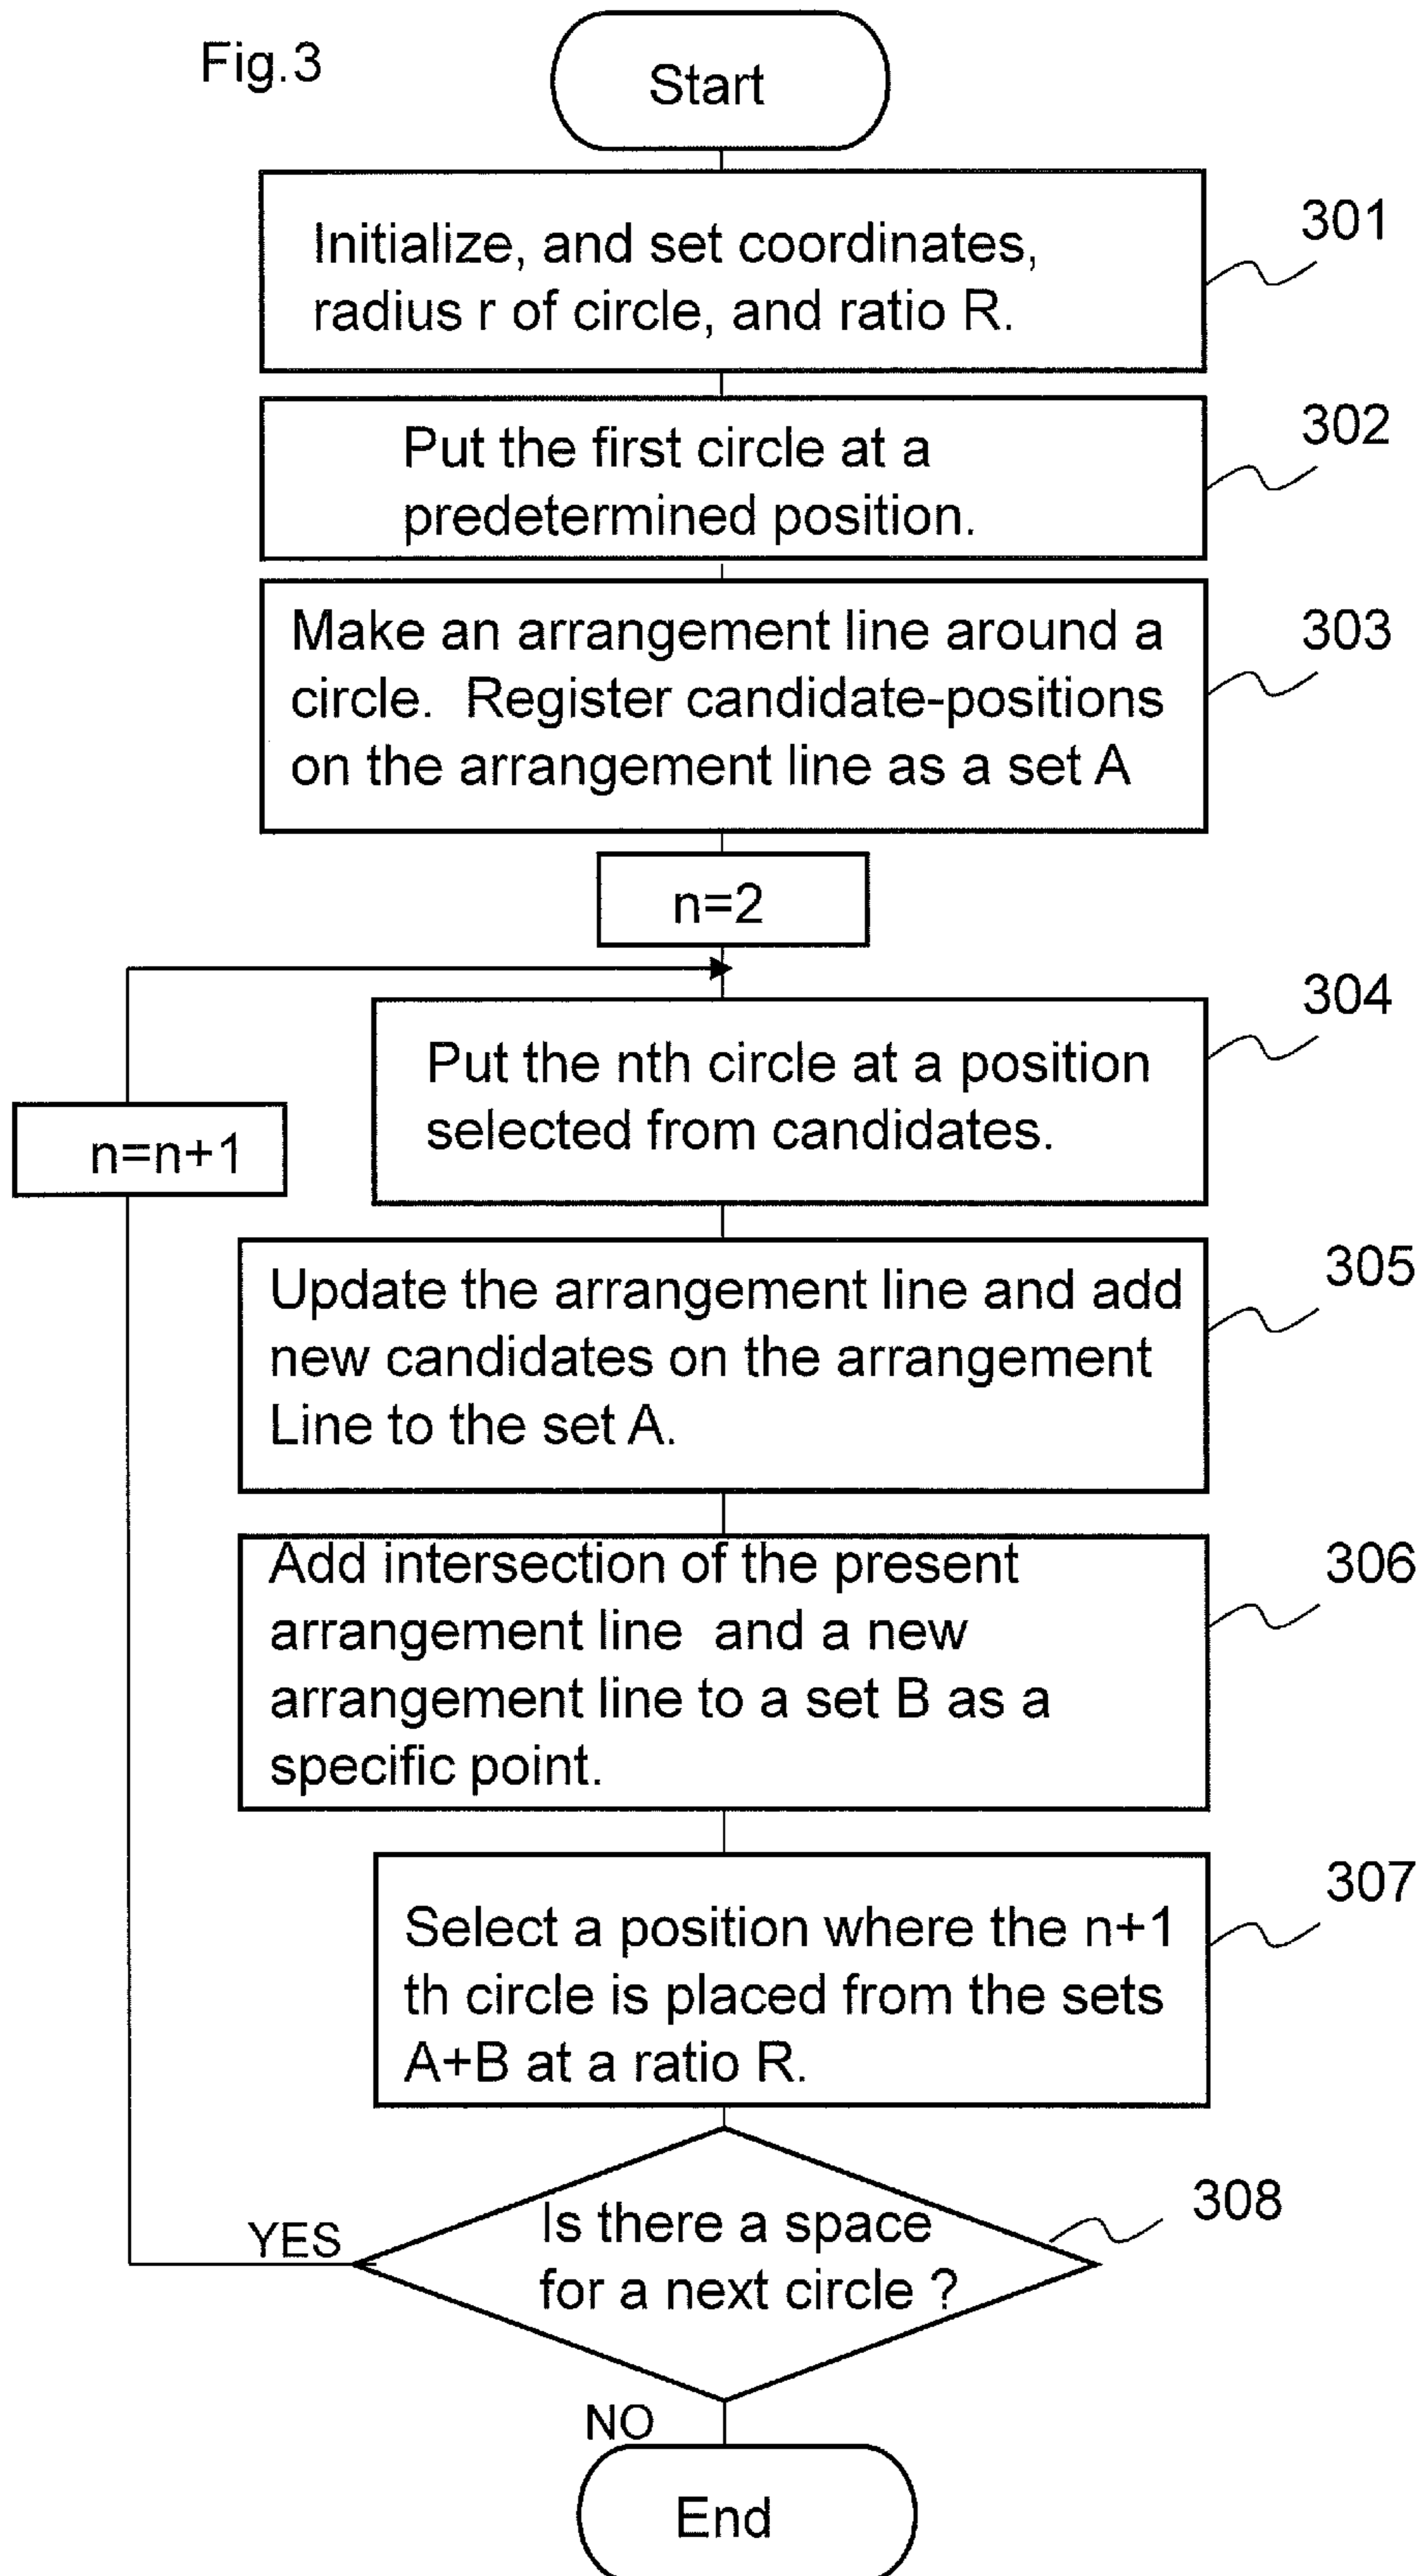 Fig.3
Start
Initialize, and set coordinates,
radius r of circle, and ratio R.
301
Put the first circle at a
predetermined position.
302
Make an arrangement line around a
circle. Register candidate-positions
on the arrangement line as a set A
303
n=2
Put the nth circle at a position
selected from candidates.
304
n=n+1
Update the arrangement line and add
new candidates on the arrangement
Line to the set A.
305
Add intersection of the present
arrangement line and a new
arrangement line to a set B as a
specific point.
306
Select a position where the n+1
th circle is placed from the sets
A+B at a ratio R.
307
Is there a space
for a next circle ?
308
YES
NO
End